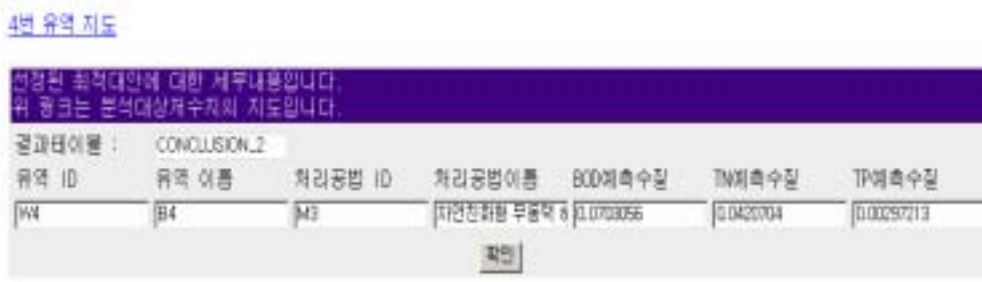 4번 유역 지도
선정된 최적대안에 대한 세부내용입니다.
위 링크는 분석대상저수지의 지도입니다.
결과테이블 : CONCLUSION_2
유역 ID 유역 이름 처리공법 ID 처리공법이름 BOD예측수질 TN예측수질 TP예측수질
W4 B4 M3 자연친화형 무동력 0.0703056 0.0420704 0.00297213
확인